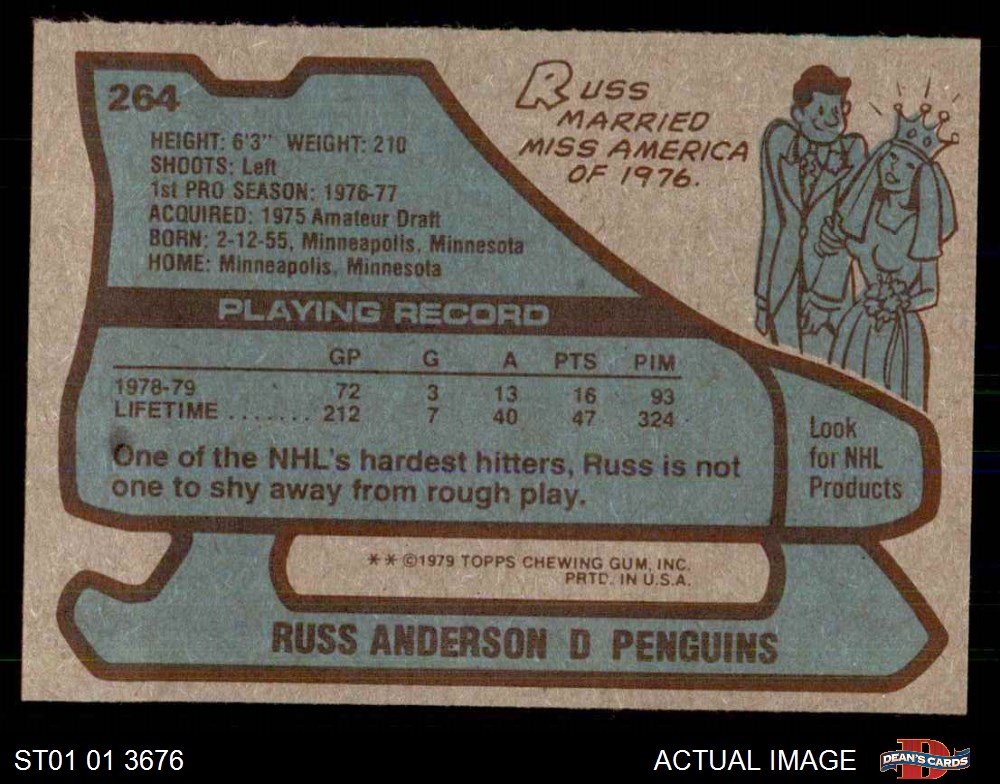 264
HEIGHT: 6'3" WEIGHT: 210
SHOOTS: Left
1st PRO SEASON: 1976-77
ACQUIRED: 1975 Amateur Draft
BORN: 2-12-55, Minneapolis, Minnesota
HOME: Minneapolis, Minnesota
RUSS
MARRIED
MISS AMERICA
OF 1976.
PLAYING RECORD
GP G A PTS PIM
1978-79 72 3 13 16 93
LIFETIME ....... 212 7 40 47 324
One of the NHL's hardest hitters, Russ is not
one to shy away from rough play.
Look
for NHL
Products
** ©1979 TOPPS CHEWING GUM, INC.
PRTD. IN U.S.A.
RUSS ANDERSON D PENGUINS
ST01 01 3676
ACTUAL IMAGE
D
DEAN'S CARDS